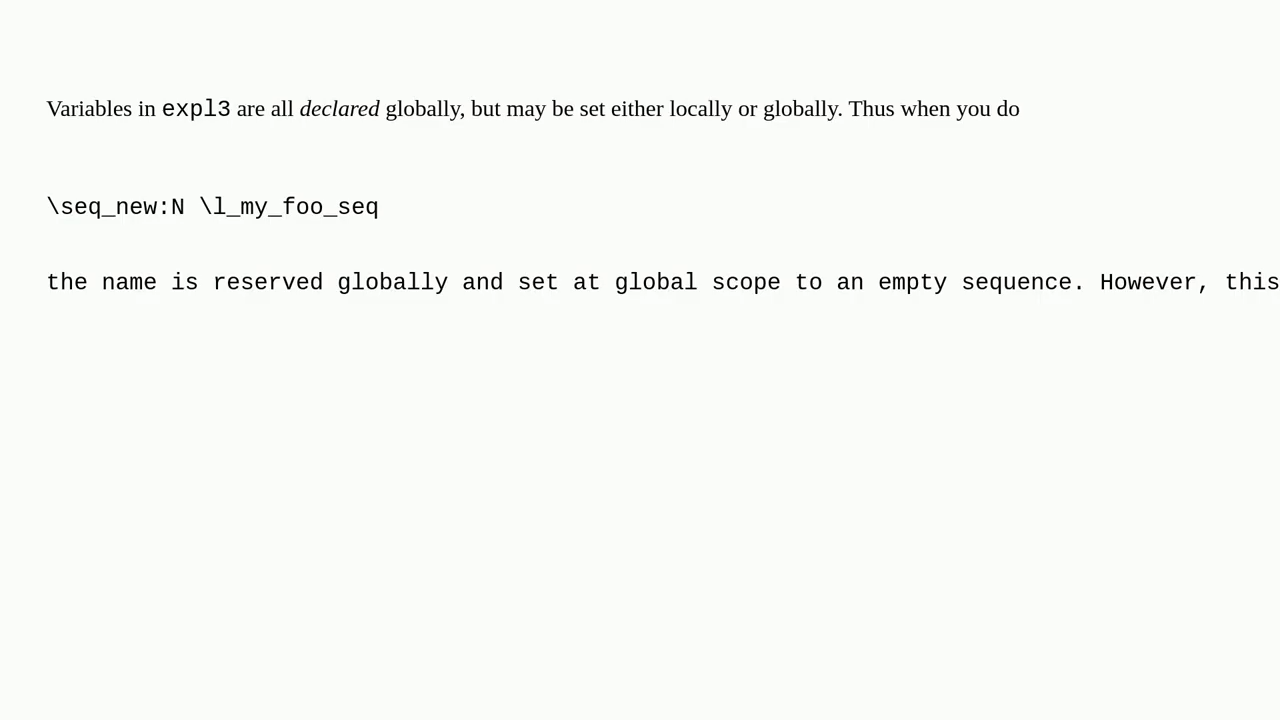 Variables in expl3 are all declared globally, but may be set either locally or globally. Thus when you do
\seq_new:N \l_my_foo_seq
the name is reserved globally and set at global scope to an empty sequence. However, this